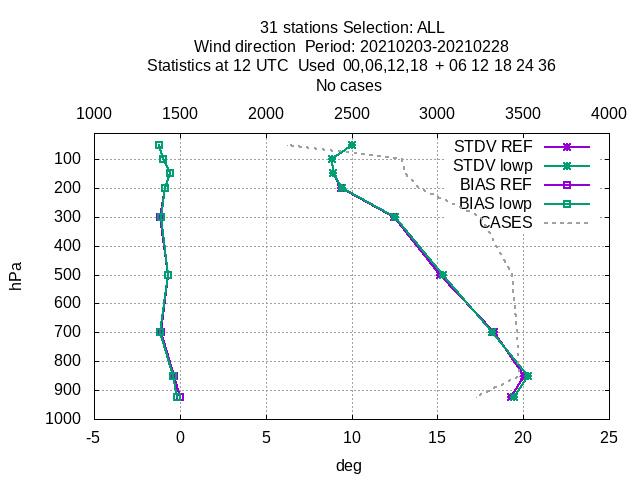 31 stations Selection: ALL
Wind direction  Period: 20210203-20210228
Statistics at 12 UTC  Used  00,06,12,18  + 06 12 18 24 36
No cases
1000 1500 2000 2500 3000 3500 4000
STDV REF
STDV lowp
BIAS REF
BIAS lowp
CASES
100
200
300
400
500
600
700
800
900
1000
hPa
-5 0 5 10 15 20 25
deg